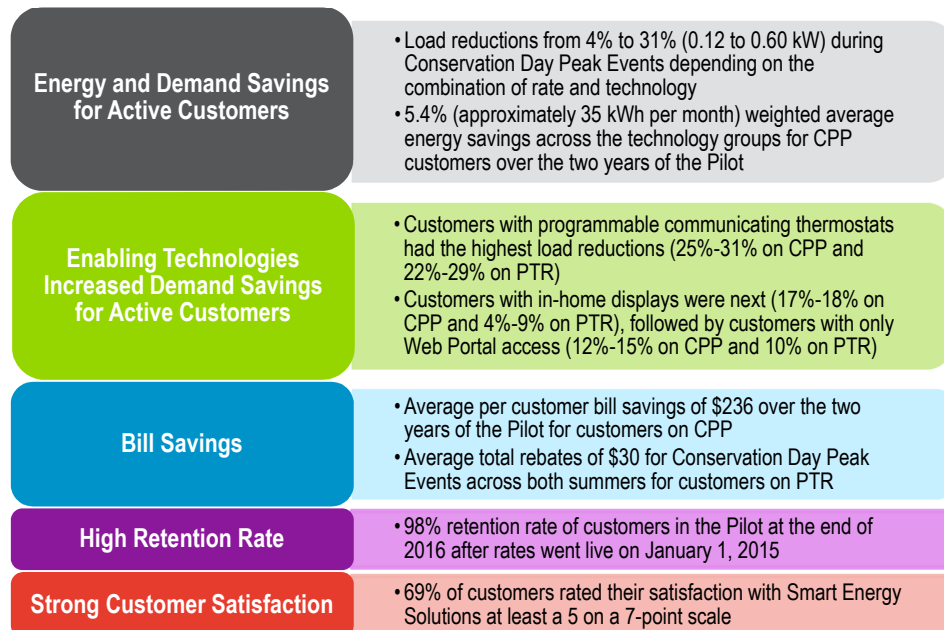 Energy and Demand Savings
for Active Customers
• Load reductions from 4% to 31% (0.12 to 0.60 kW) during
Conservation Day Peak Events depending on the
combination of rate and technology
• 5.4% (approximately 35 kWh per month) weighted average
energy savings across the technology groups for CPP
customers over the two years of the Pilot
Enabling Technologies
Increased Demand Savings
for Active Customers
• Customers with programmable communicating thermostats
had the highest load reductions (25%-31% on CPP and
22%-29% on PTR)
• Customers with in-home displays were next (17%-18% on
CPP and 4%-9% on PTR), followed by customers with only
Web Portal access (12%-15% on CPP and 10% on PTR)
Bill Savings
• Average per customer bill savings of $236 over the two
years of the Pilot for customers on CPP
• Average total rebates of $30 for Conservation Day Peak
Events across both summers for customers on PTR
High Retention Rate
• 98% retention rate of customers in the Pilot at the end of
2016 after rates went live on January 1, 2015
Strong Customer Satisfaction
• 69% of customers rated their satisfaction with Smart Energy
Solutions at least a 5 on a 7-point scale